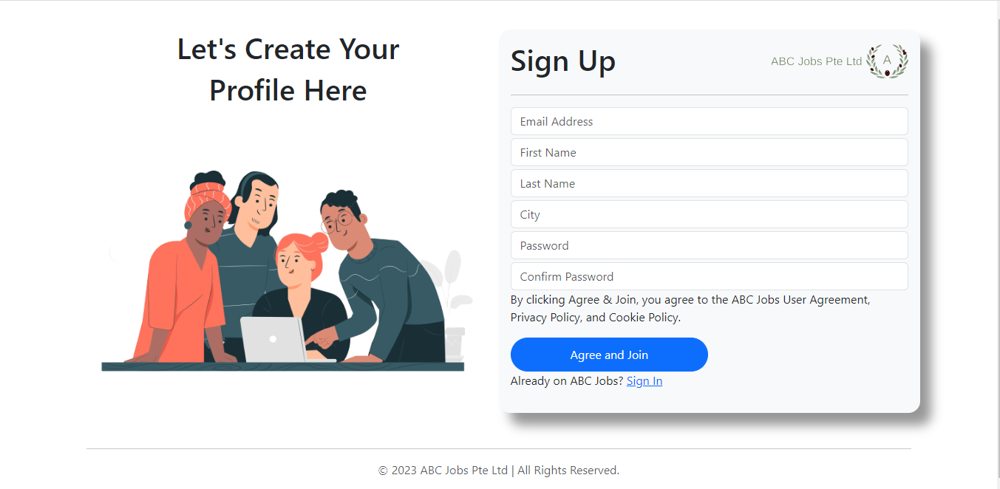 Let's Create Your
Profile Here
Sign Up
ABC Jobs Pte Ltd
A
Email Address
First Name
Last Name
City
Password
Confirm Password
By clicking Agree & Join, you agree to the ABC Jobs User Agreement,
Privacy Policy, and Cookie Policy.
Agree and Join
Already on ABC Jobs? Sign In
© 2023 ABC Jobs Pte Ltd | All Rights Reserved.